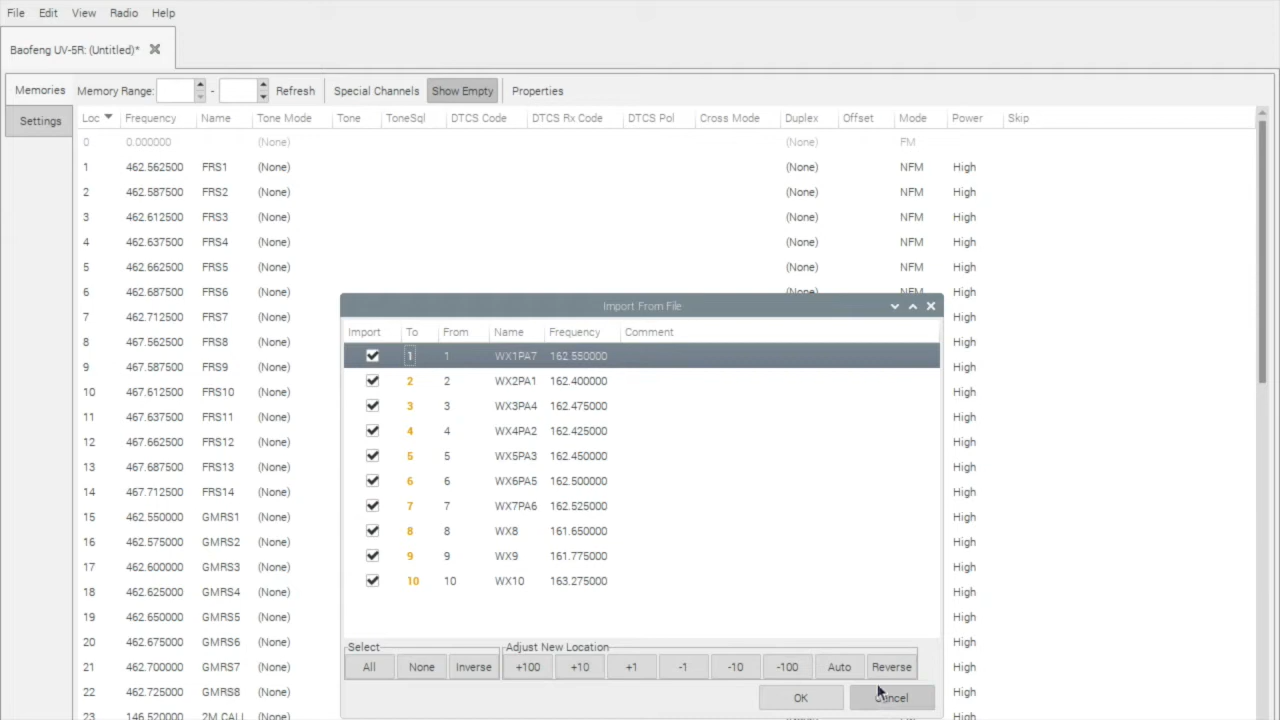 File Edit View Radio Help
Baofeng UV-5R: (Untitled)*
Memories Memory Range: - Refresh Special Channels Show Empty Properties
Settings
Loc Frequency Name Tone Mode Tone ToneSql DTCS Code DTCS Rx Code DTCS Pol Cross Mode Duplex Offset Mode Power Skip
0 0.000000 (None) (None) FM
1 462.562500 FRS1 (None) (None) NFM High
2 462.587500 FRS2 (None) (None) NFM High
3 462.612500 FRS3 (None) (None) NFM High
4 462.637500 FRS4 (None) (None) NFM High
5 462.662500 FRS5 (None) (None) NFM High
6 462.687500 FRS6 (None) (None) NFM High
7 462.712500 FRS7 (None) High
8 467.562500 FRS8 (None) High
9 467.587500 FRS9 (None) High
10 467.612500 FRS10 (None) High
11 467.637500 FRS11 (None) High
12 467.662500 FRS12 (None) High
13 467.687500 FRS13 (None) High
14 467.712500 FRS14 (None) High
15 462.550000 GMRS1 (None) High
16 462.575000 GMRS2 (None) High
17 462.600000 GMRS3 (None) High
18 462.625000 GMRS4 (None) High
19 462.650000 GMRS5 (None) High
20 462.675000 GMRS6 (None) High
21 462.700000 GMRS7 (None) High
22 462.725000 GMRS8 (None) High
23 146.520000 2M CALL (None) High
Import From File
Import To From Name Frequency Comment
1 1 WX1PA7 162.550000
2 2 WX2PA1 162.400000
3 3 WX3PA4 162.475000
4 4 WX4PA2 162.425000
5 5 WX5PA3 162.450000
6 6 WX6PA5 162.500000
7 7 WX7PA6 162.525000
8 8 WX8 161.650000
9 9 WX9 161.775000
10 10 WX10 163.275000
Select Adjust New Location
All None Inverse +100 +10 +1 -1 -10 -100 Auto Reverse
OK Cancel